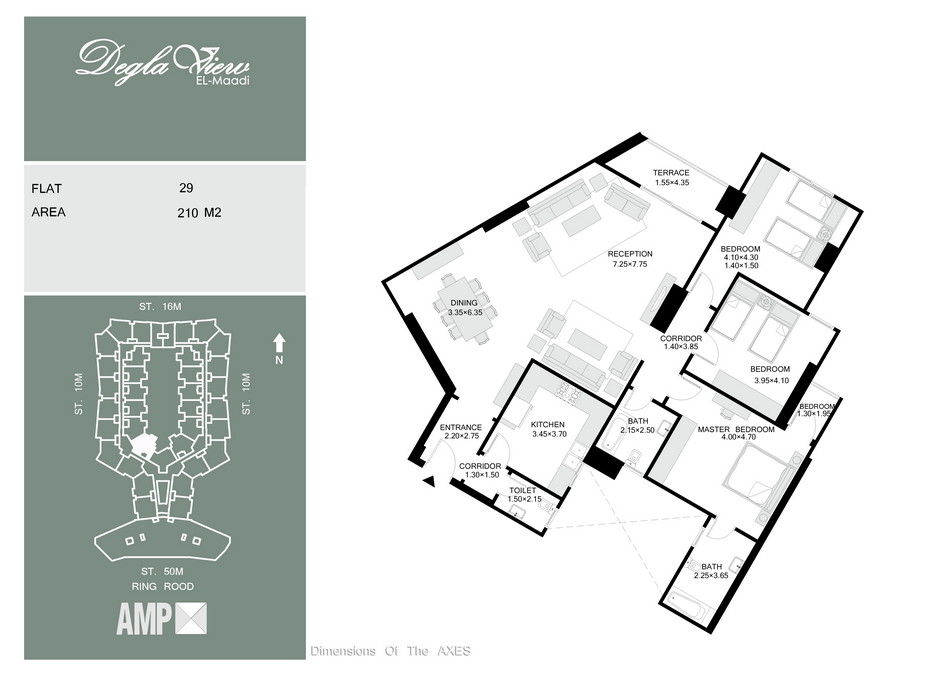 Degla View
EL-Maadi
FLAT 29
AREA 210 M2
ST. 16M
N
ST. 10M
ST. 10M
ST. 50M
RING ROOD
AMP
TERRACE
1.55×4.35
RECEPTION
7.25×7.75
BEDROOM
4.10×4.30
1.40×1.50
DINING
3.35×6.35
CORRIDOR
1.40×3.85
BEDROOM
3.95×4.10
BEDROOM
1.30×1.95
KITCHEN
3.45×3.70
BATH
2.15×2.50
MASTER BEDROOM
4.00×4.70
ENTRANCE
2.20×2.75
CORRIDOR
1.30×1.50
TOILET
1.50×2.15
BATH
2.25×3.65
Dimensions Of The AXES